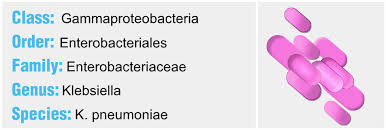 Class: Gammaproteobacteria
Order: Enterobacteriales
Family: Enterobacteriaceae
Genus: Klebsiella
Species: K. pneumoniae